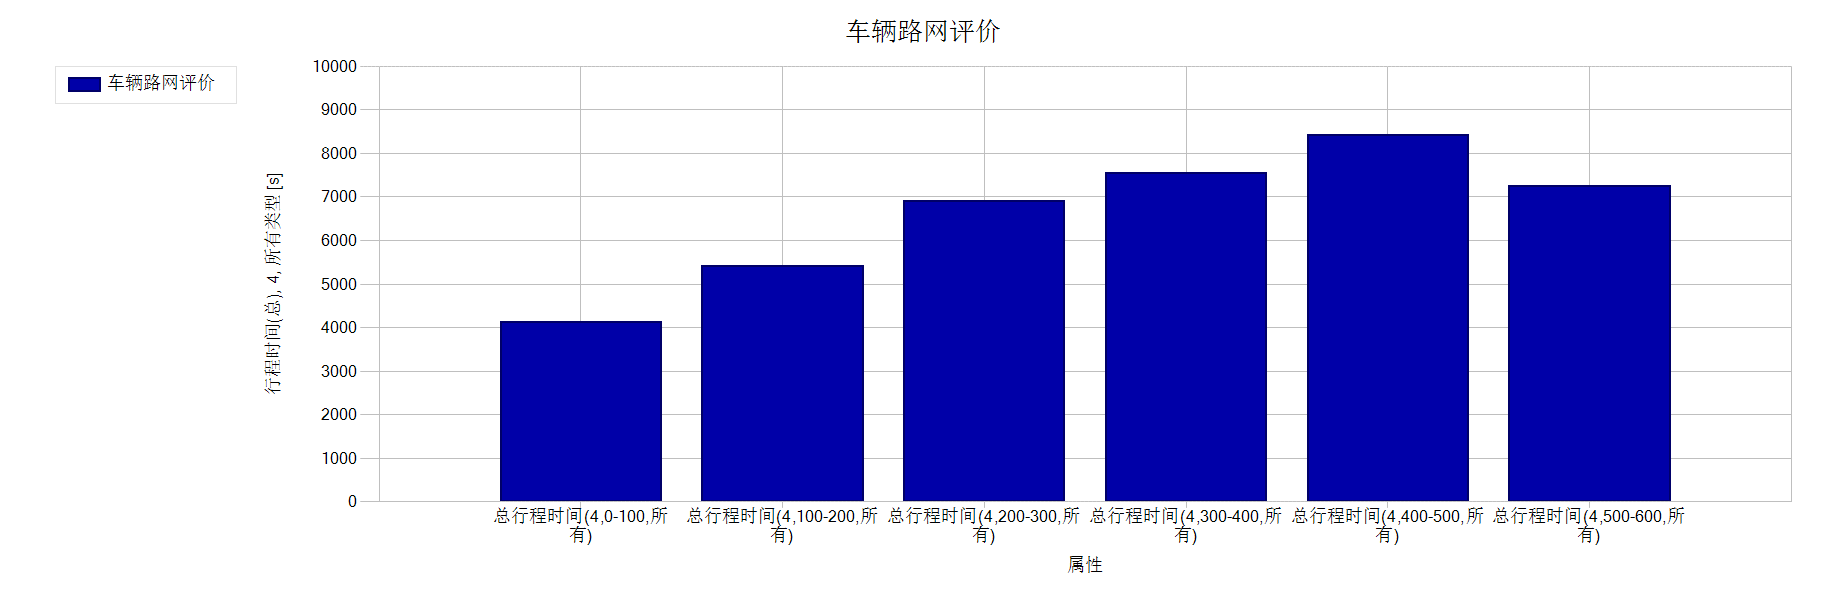 车辆路网评价
车辆路网评价
行程时间(总), 4, 所有类型 [s]
10000
9000
8000
7000
6000
5000
4000
3000
2000
1000
0
总行程时间(4,0-100,所
有)
总行程时间(4,100-200,所
有)
总行程时间(4,200-300,所
有)
总行程时间(4,300-400,所
有)
总行程时间(4,400-500,所
有)
总行程时间(4,500-600,所
有)
属性